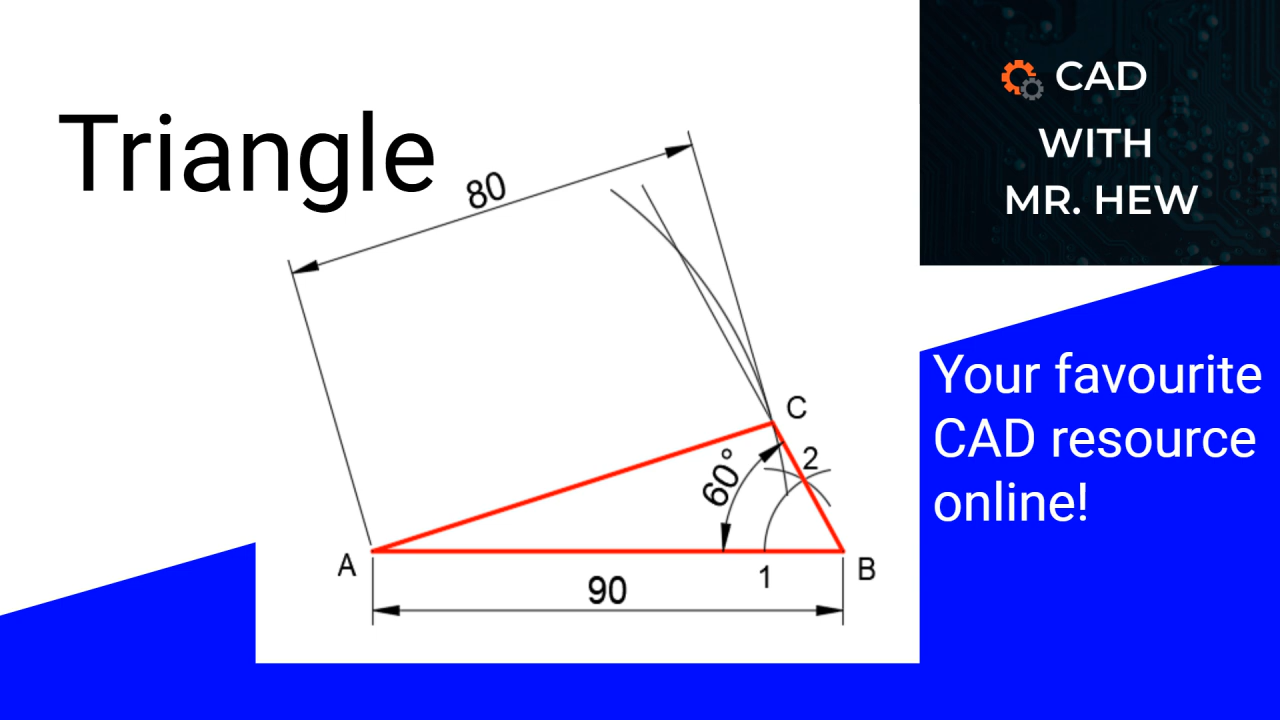 Triangle
80
CAD
WITH
MR. HEW
Your favourite
CAD resource
online!
C
2
60°
A
B
1
90